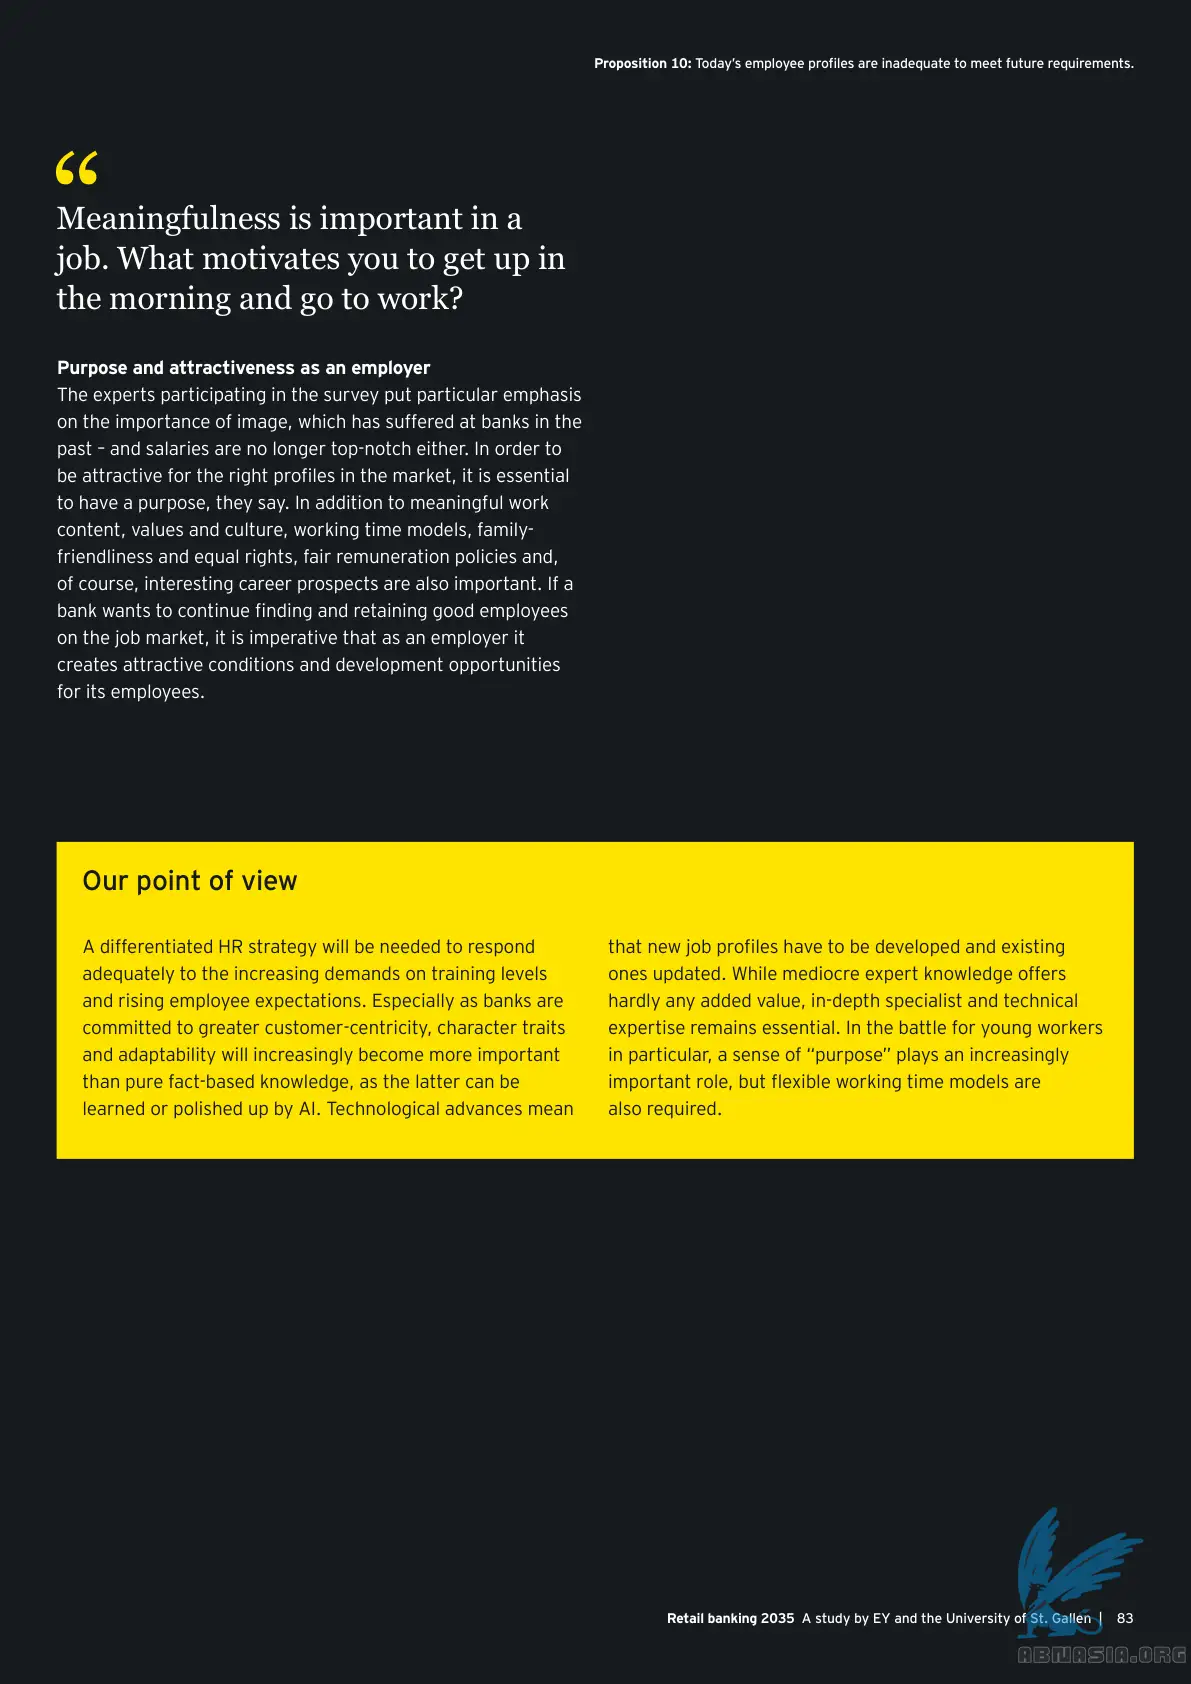 Proposition 10: Today’s employee profiles are inadequate to meet future requirements.
“
Meaningfulness is important in a
job. What motivates you to get up in
the morning and go to work?
Purpose and attractiveness as an employer
The experts participating in the survey put particular emphasis
on the importance of image, which has suffered at banks in the
past – and salaries are no longer top-notch either. In order to
be attractive for the right profiles in the market, it is essential
to have a purpose, they say. In addition to meaningful work
content, values and culture, working time models, family-
friendliness and equal rights, fair remuneration policies and,
of course, interesting career prospects are also important. If a
bank wants to continue finding and retaining good employees
on the job market, it is imperative that as an employer it
creates attractive conditions and development opportunities
for its employees.
Our point of view
A differentiated HR strategy will be needed to respond
adequately to the increasing demands on training levels
and rising employee expectations. Especially as banks are
committed to greater customer-centricity, character traits
and adaptability will increasingly become more important
than pure fact-based knowledge, as the latter can be
learned or polished up by AI. Technological advances mean
that new job profiles have to be developed and existing
ones updated. While mediocre expert knowledge offers
hardly any added value, in-depth specialist and technical
expertise remains essential. In the battle for young workers
in particular, a sense of “purpose” plays an increasingly
important role, but flexible working time models are
also required.
Retail banking 2035 A study by EY and the University of St. Gallen | 83
ABNASIA.ORG